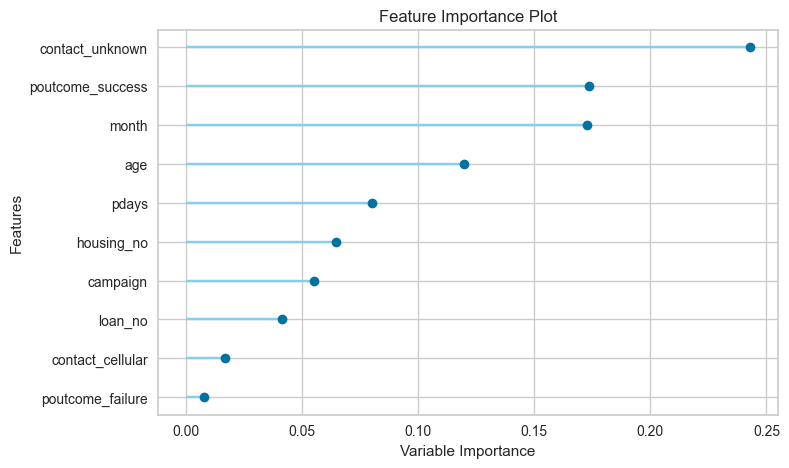 Feature Importance Plot
Features
contact_unknown
poutcome_success
month
age
pdays
housing_no
campaign
loan_no
contact_cellular
poutcome_failure
0.00 0.05 0.10 0.15 0.20 0.25
Variable Importance